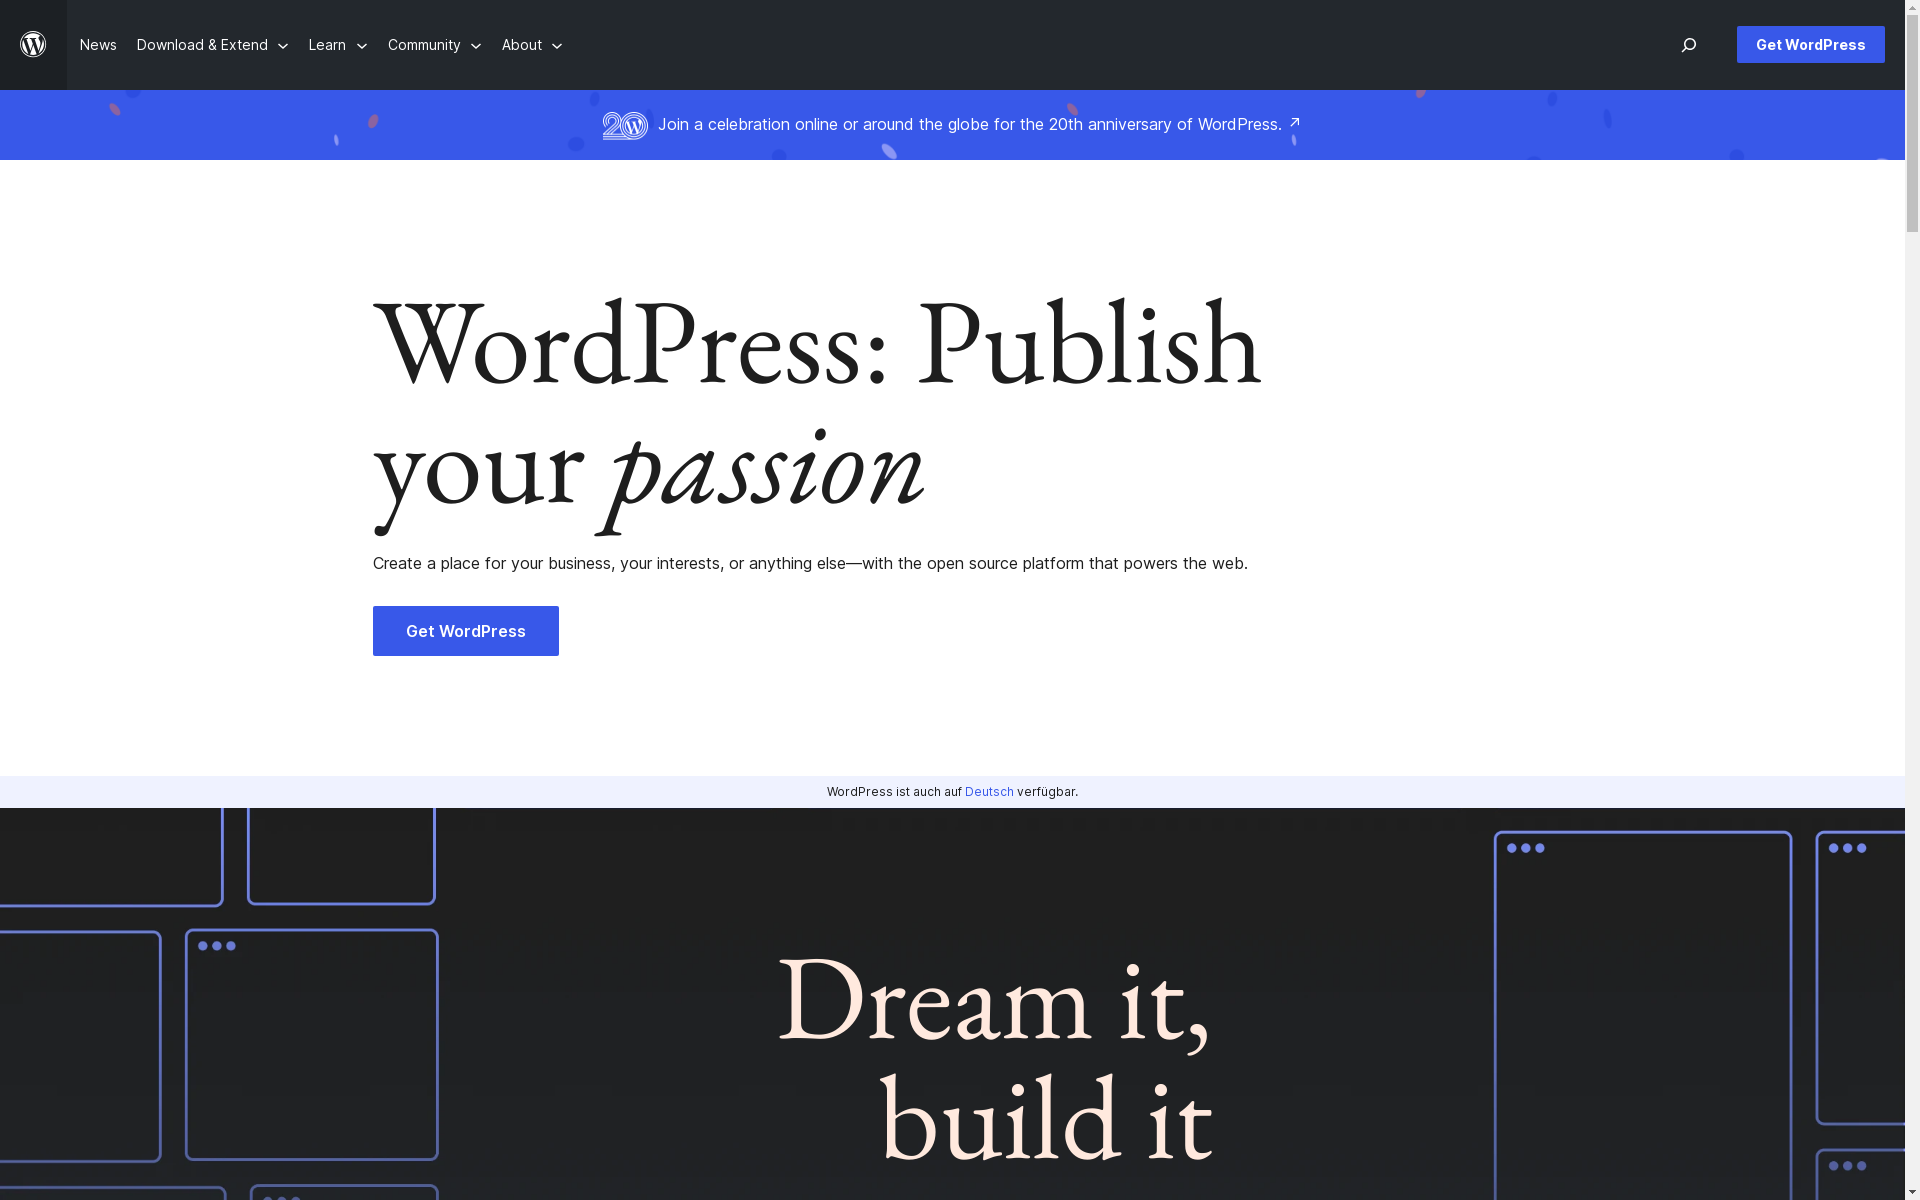 News Download & Extend Learn Community About Get WordPress
20 Join a celebration online or around the globe for the 20th anniversary of WordPress. ↗
WordPress: Publish
your passion
Create a place for your business, your interests, or anything else—with the open source platform that powers the web.
Get WordPress
WordPress ist auch auf Deutsch verfügbar.
Dream it,
build it